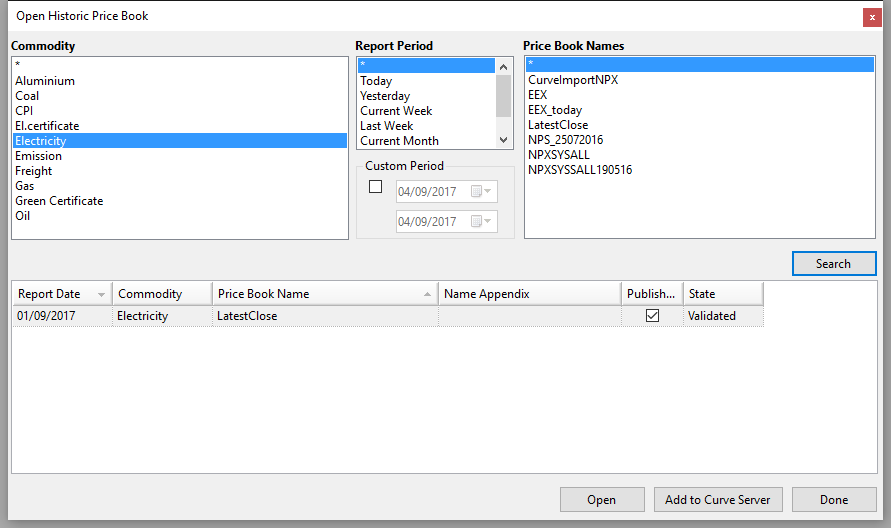 Open Historic Price Book
x
Commodity
*
Aluminium
Coal
CPI
El.certificate
Electricity
Emission
Freight
Gas
Green Certificate
Oil
Report Period
*
Today
Yesterday
Current Week
Last Week
Current Month
Custom Period
04/09/2017
04/09/2017
Price Book Names
*
CurveImportNPX
EEX
EEX_today
LatestClose
NPS_25072016
NPXSYSALL
NPXSYSSALL190516
Search
Report Date Commodity Price Book Name Name Appendix Publish... State
01/09/2017 Electricity LatestClose Validated
Open Add to Curve Server Done